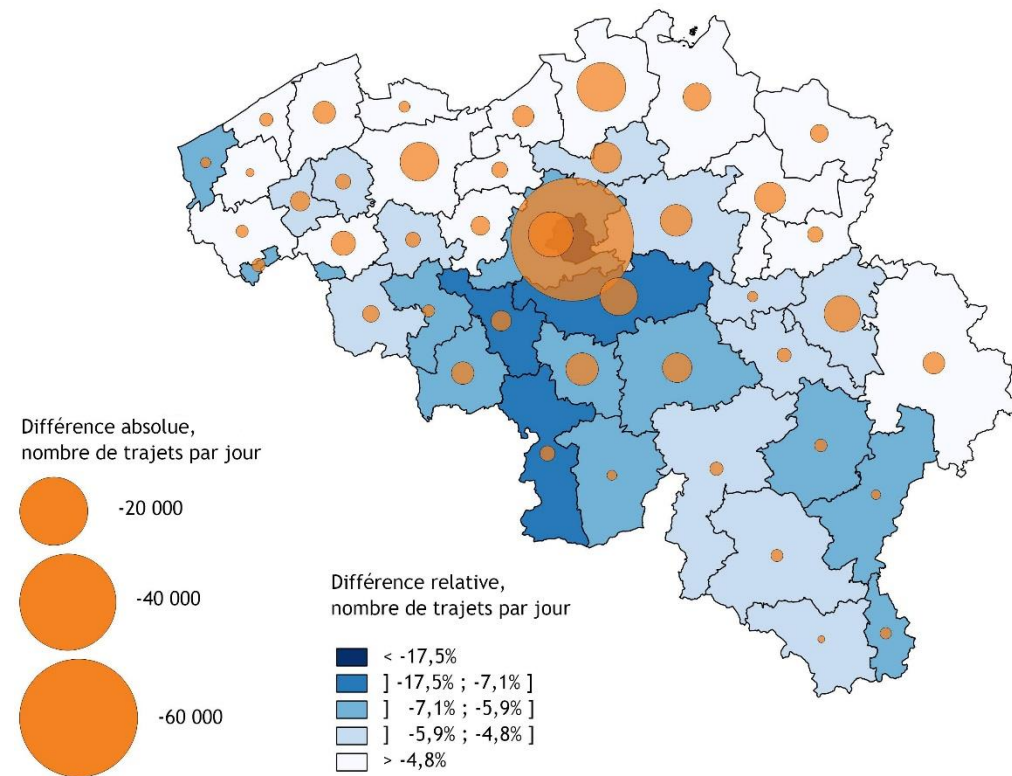 Différence absolue,
nombre de trajets par jour
-20 000
-40 000
-60 000
Différence relative,
nombre de trajets par jour
< -17,5%
] -17,5% ; -7,1% ]
] -7,1% ; -5,9% ]
] -5,9% ; -4,8% ]
> -4,8%